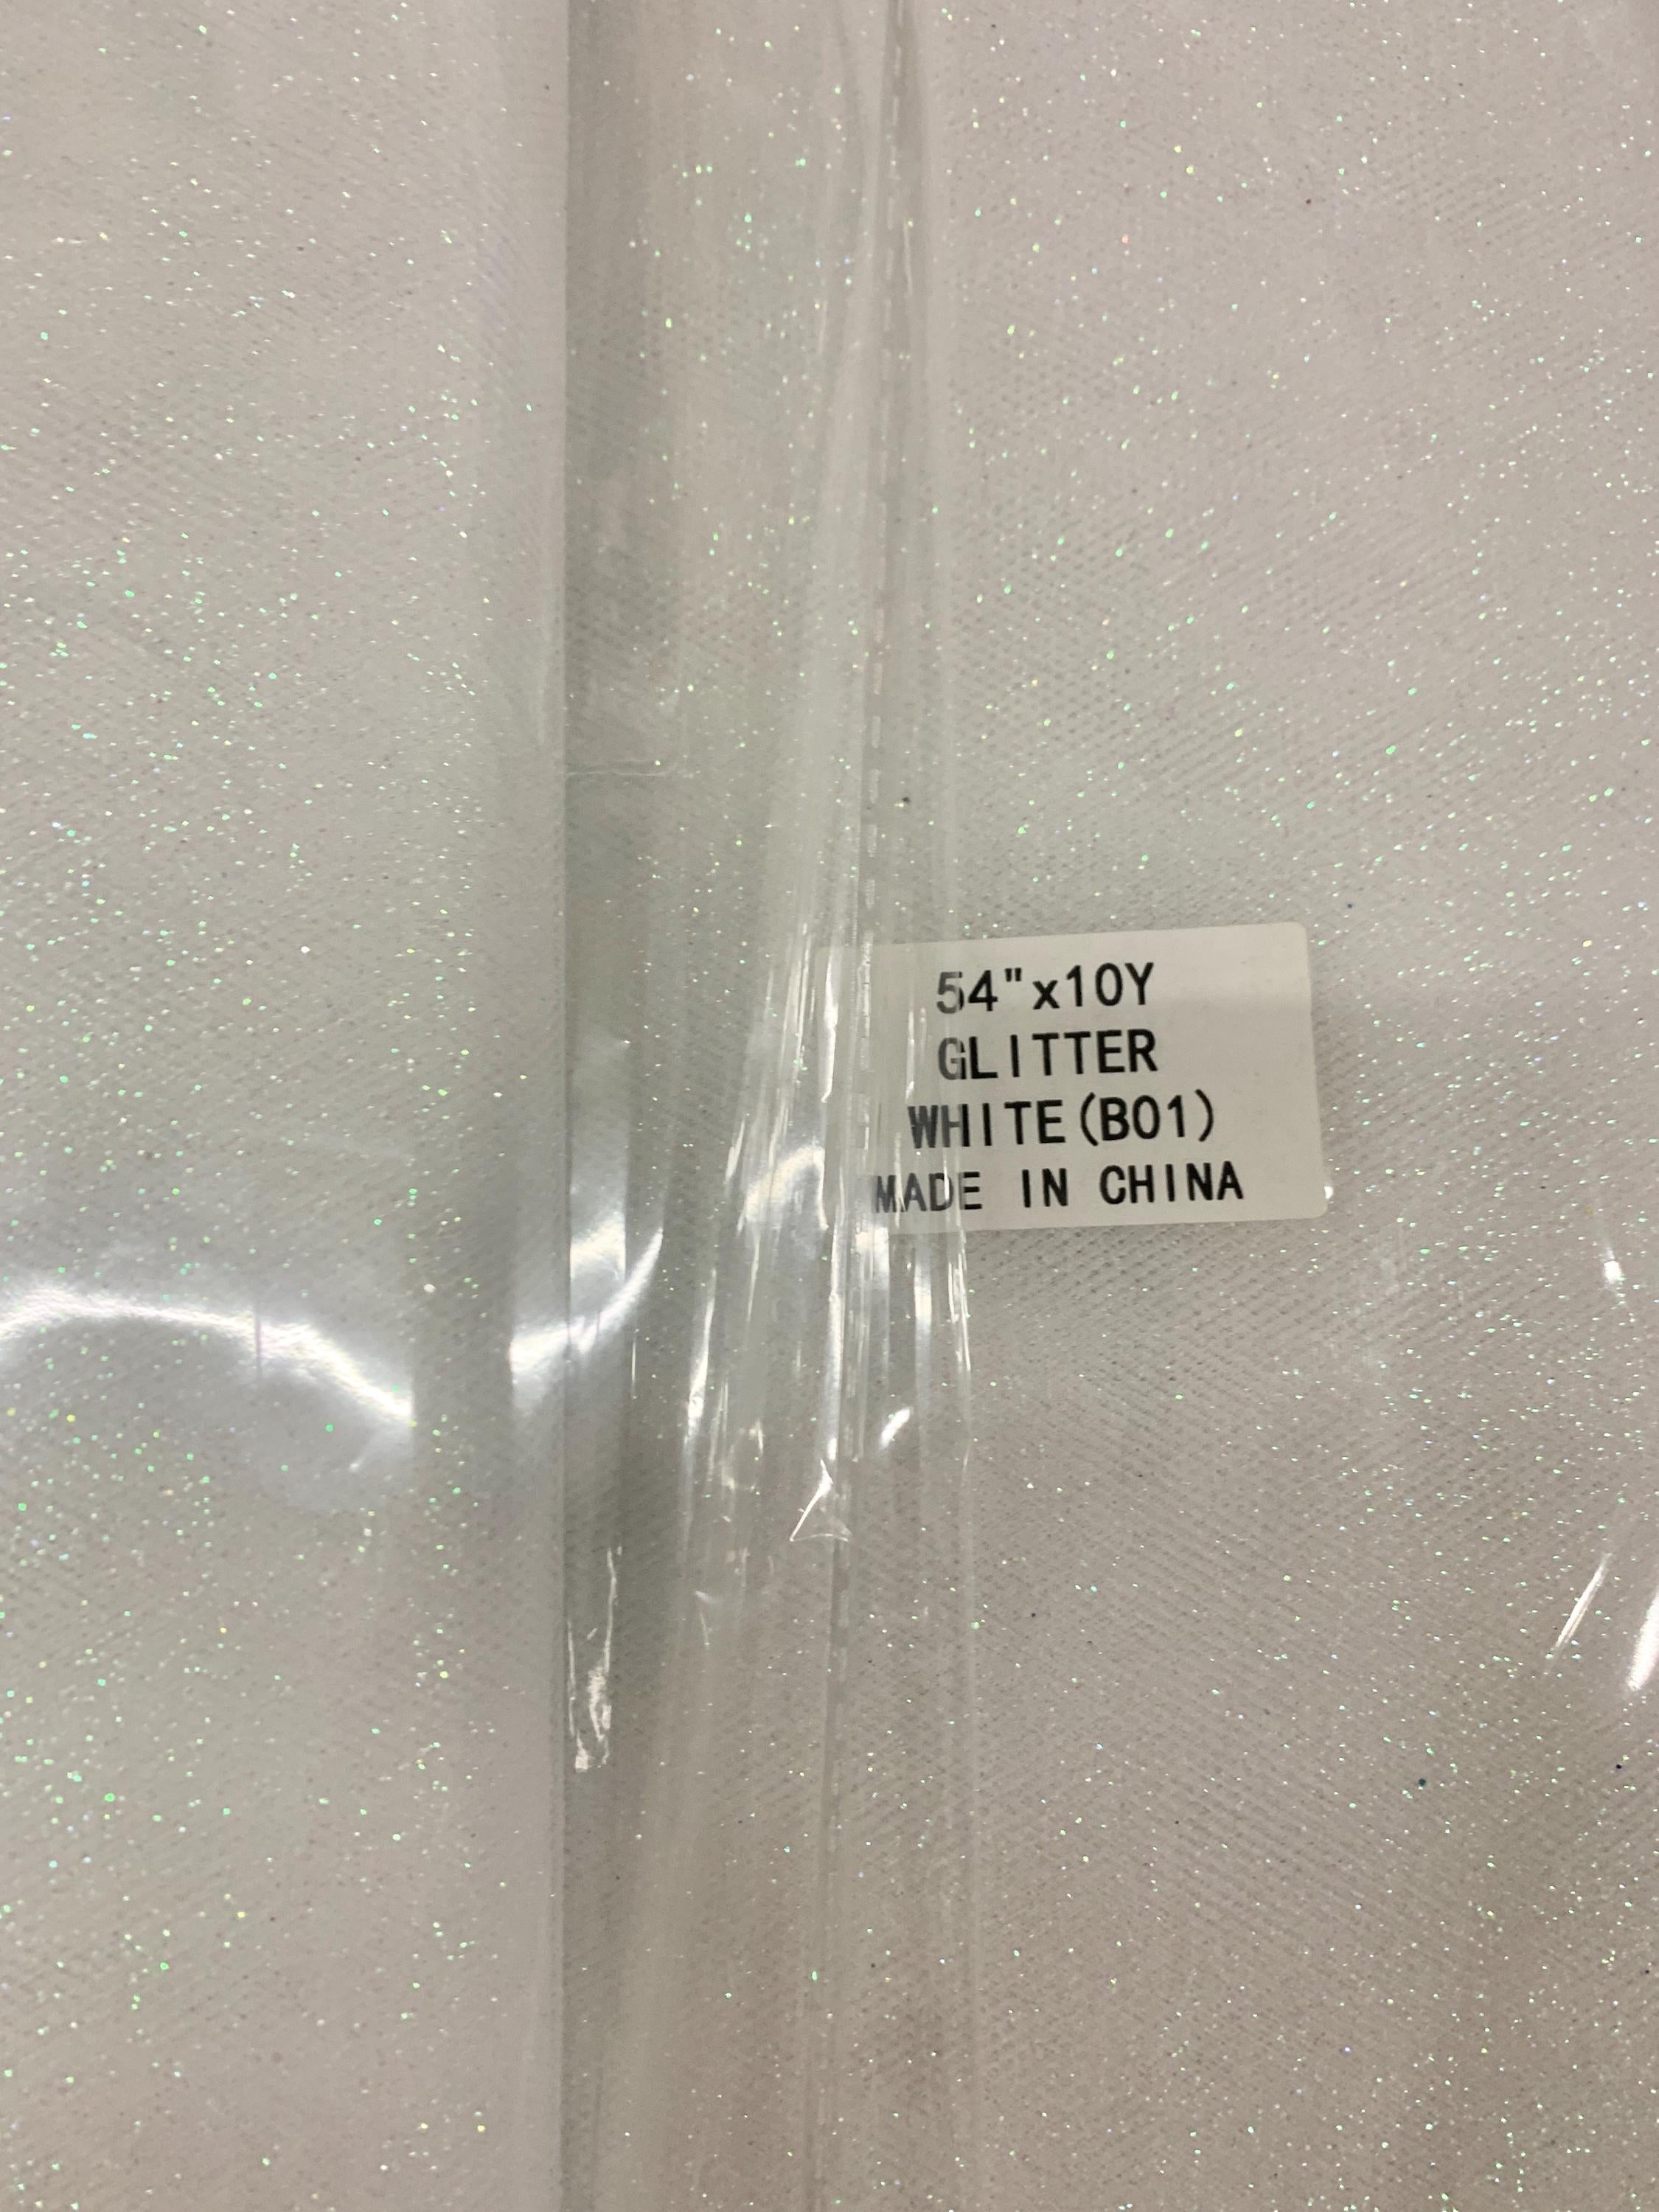 54"x10Y
GLITTER
WHITE(B01)
MADE IN CHINA